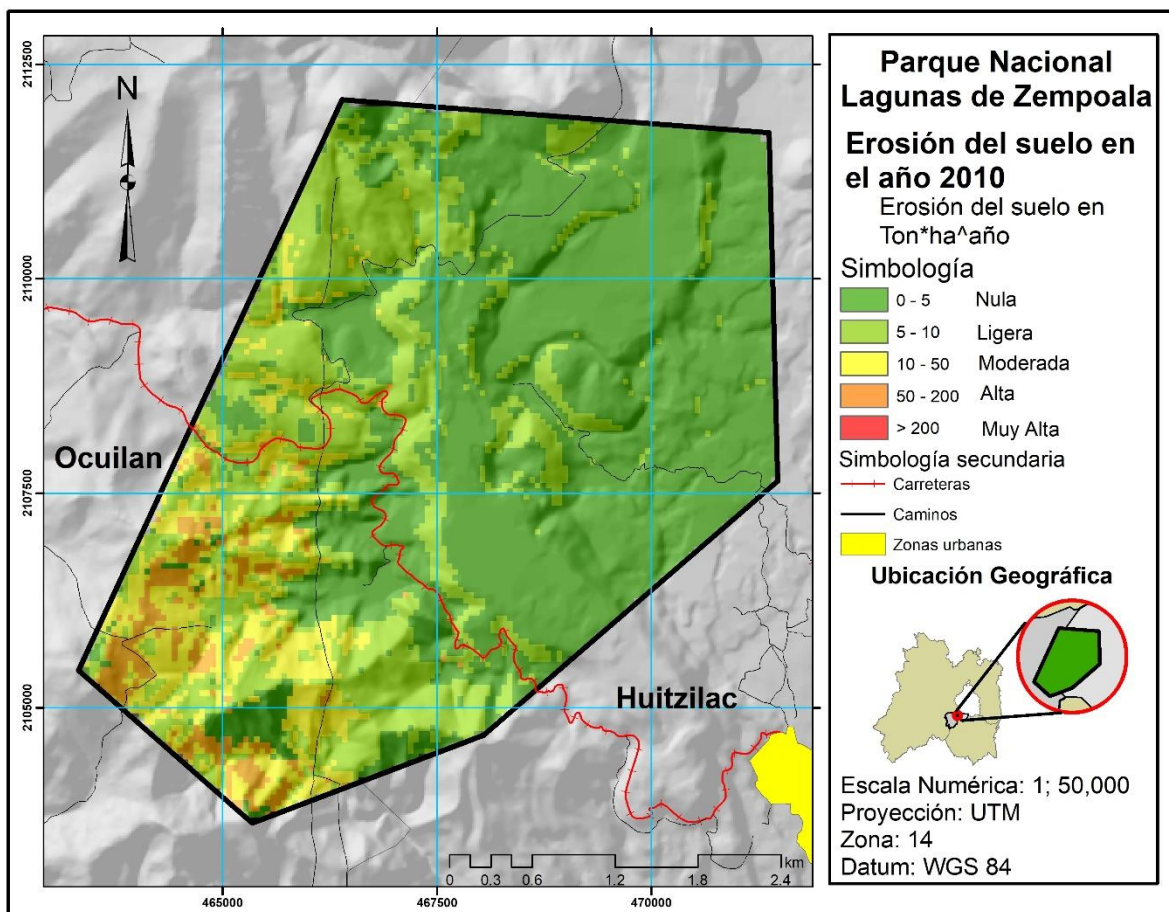 2112500
2110000
2107500
2105000
N
Ocuilan
Huitzilac
km
0 0.3 0.6 1.2 1.8 2.4
465000 467500 470000
Parque Nacional
Lagunas de Zempoala
Erosión del suelo en
el año 2010
Erosión del suelo en
Ton*ha^año
Simbología
0 - 5 Nula
5 - 10 Ligera
10 - 50 Moderada
50 - 200 Alta
> 200 Muy Alta
Simbología secundaria
Carreteras
Caminos
Zonas urbanas
Ubicación Geográfica
Escala Numérica: 1; 50,000
Proyección: UTM
Zona: 14
Datum: WGS 84